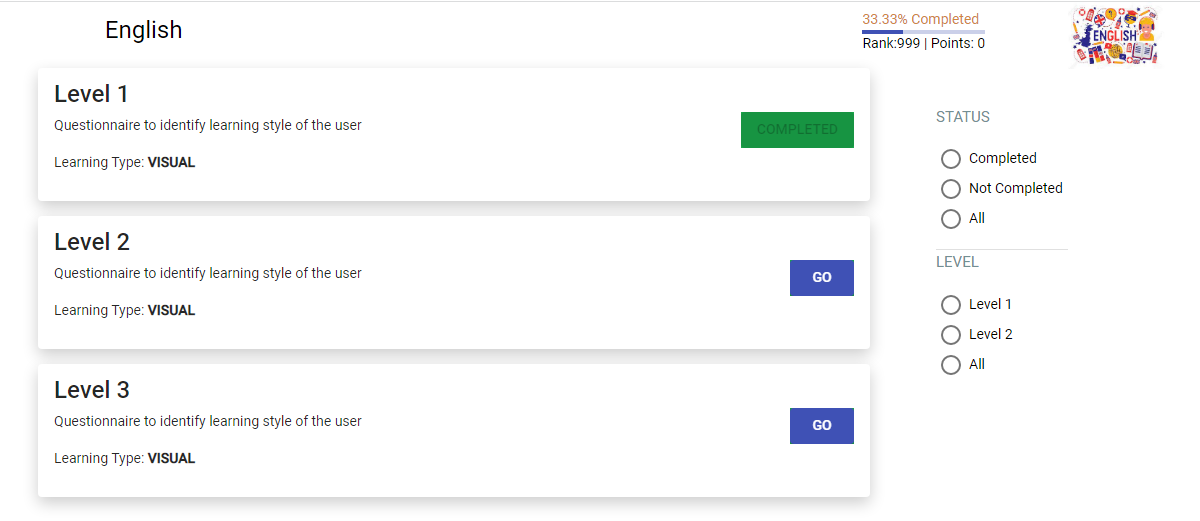 English
33.33% Completed
Rank:999 | Points: 0
ENGLISH
Level 1
Questionnaire to identify learning style of the user
COMPLETED
Learning Type: VISUAL
Level 2
Questionnaire to identify learning style of the user
GO
Learning Type: VISUAL
Level 3
Questionnaire to identify learning style of the user
GO
Learning Type: VISUAL
STATUS
Completed
Not Completed
All
LEVEL
Level 1
Level 2
All